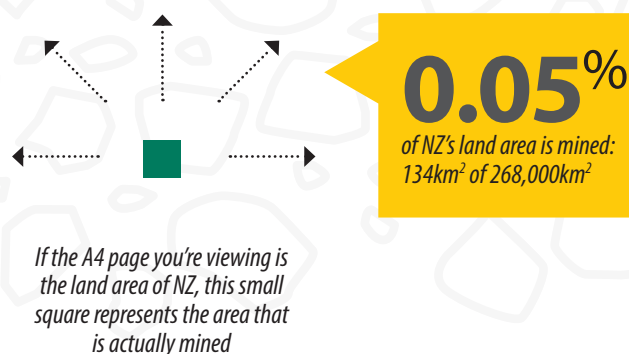 0.05%
of NZ's land area is mined:
134km² of 268,000km²
If the A4 page you're viewing is
the land area of NZ, this small
square represents the area that
is actually mined